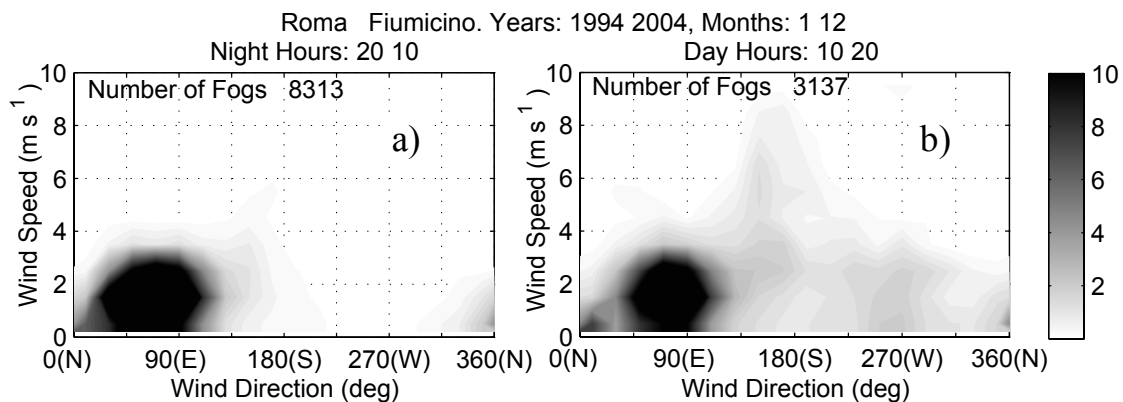 Roma Fiumicino. Years: 1994 2004, Months: 1 12
Night Hours: 20 10
Day Hours: 10 20
Number of Fogs 8313
Number of Fogs 3137
a)
b)
Wind Speed (m s 1)
10
8
6
4
2
0
0(N) 90(E) 180(S) 270(W) 360(N)
Wind Direction (deg)
Wind Speed (m s 1)
10
8
6
4
2
0
0(N) 90(E) 180(S) 270(W) 360(N)
Wind Direction (deg)
10
8
6
4
2